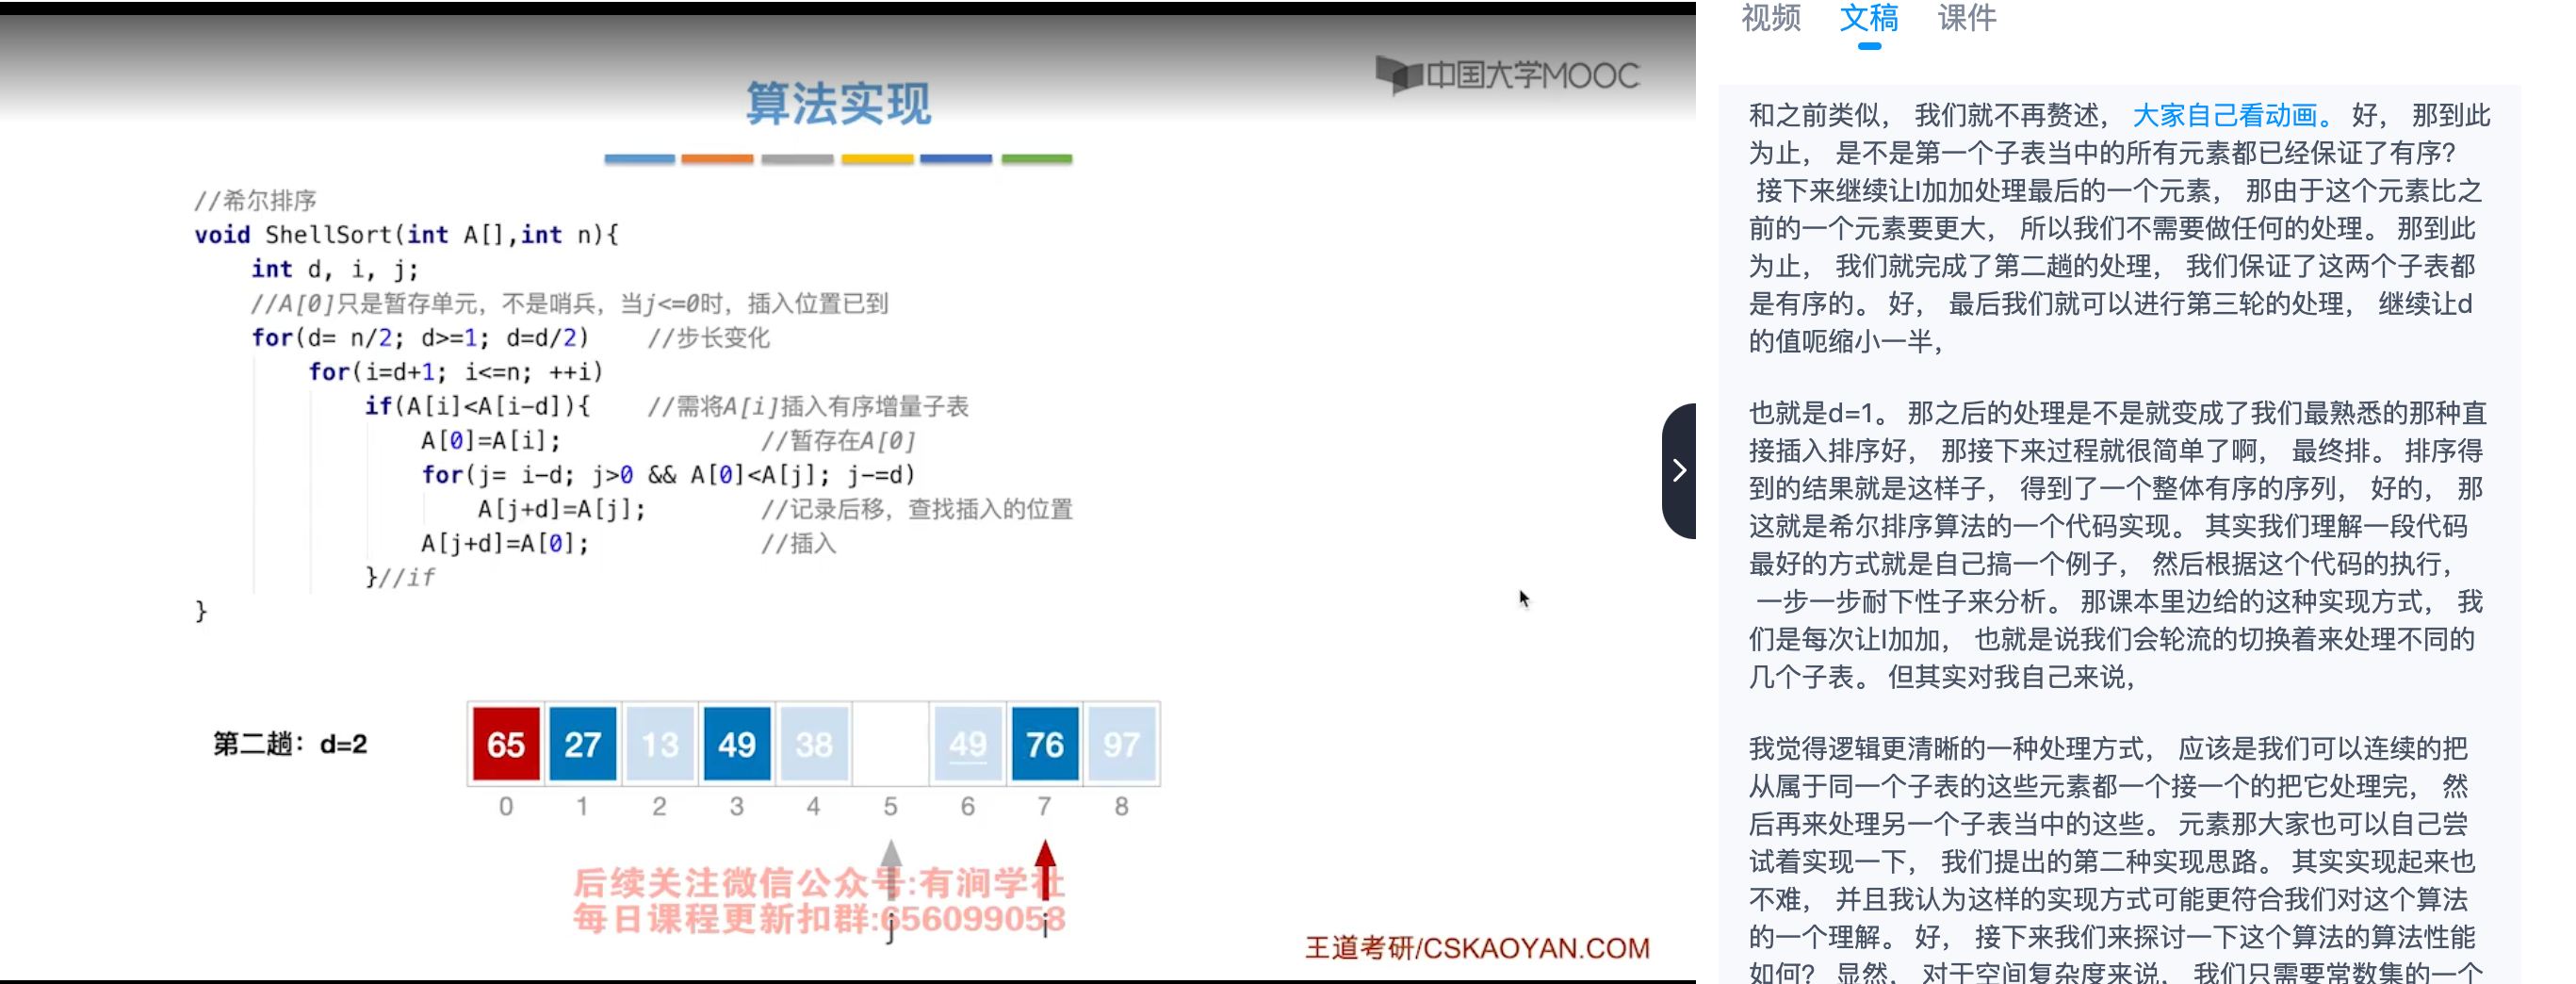 中国大学MOOC
算法实现
//希尔排序
void ShellSort(int A[],int n){
int d, i, j;
//A[0]只是暂存单元，不是哨兵，当j<=0时，插入位置已到
for(d= n/2; d>=1; d=d/2) //步长变化
for(i=d+1; i<=n; ++i)
if(A[i]<A[i-d]){ //需将A[i]插入有序增量子表
A[0]=A[i]; //暂存在A[0]
for(j= i-d; j>0 && A[0]<A[j]; j-=d)
A[j+d]=A[j]; //记录后移，查找插入的位置
A[j+d]=A[0]; //插入
}//if
}
第二趟：d=2
65 27 13 49 38 49 76 97
0 1 2 3 4 5 6 7 8
后续关注微信公众号:有涧学社
每日课程更新扣群:656099058
j i
王道考研/CSKAOYAN.COM
视频 文稿 课件
和之前类似， 我们就不再赘述， 大家自己看动画。 好， 那到此
为止， 是不是第一个子表当中的所有元素都已经保证了有序？
接下来继续让I加加处理最后的一个元素， 那由于这个元素比之
前的一个元素要更大， 所以我们不需要做任何的处理。 那到此
为止， 我们就完成了第二趟的处理， 我们保证了这两个子表都
是有序的。 好， 最后我们就可以进行第三轮的处理， 继续让d
的值呃缩小一半，
也就是d=1。 那之后的处理是不是就变成了我们最熟悉的那种直
接插入排序好， 那接下来过程就很简单了啊， 最终排。 排序得
到的结果就是这样子， 得到了一个整体有序的序列， 好的， 那
这就是希尔排序算法的一个代码实现。 其实我们理解一段代码
最好的方式就是自己搞一个例子， 然后根据这个代码的执行，
一步一步耐下性子来分析。 那课本里边给的这种实现方式， 我
们是每次让I加加， 也就是说我们会轮流的切换着来处理不同的
几个子表。 但其实对我自己来说，
我觉得逻辑更清晰的一种处理方式， 应该是我们可以连续的把
从属于同一个子表的这些元素都一个接一个的把它处理完， 然
后再来处理另一个子表当中的这些。 元素那大家也可以自己尝
试着实现一下， 我们提出的第二种实现思路。 其实实现起来也
不难， 并且我认为这样的实现方式可能更符合我们对这个算法
的一个理解。 好， 接下来我们来探讨一下这个算法的算法性能
如何？ 显然， 对于空间复杂度来说， 我们只需要常数集的一个